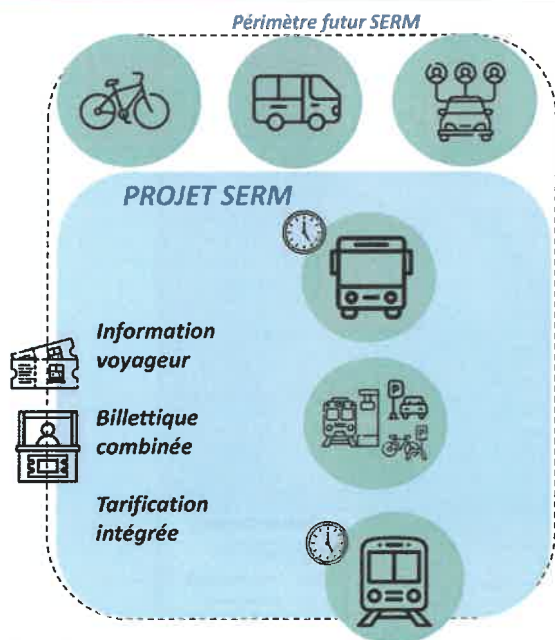 Périmètre futur SERM
PROJET SERM
Information
voyageur
Billettique
combinée
Tarification
intégrée
P
P